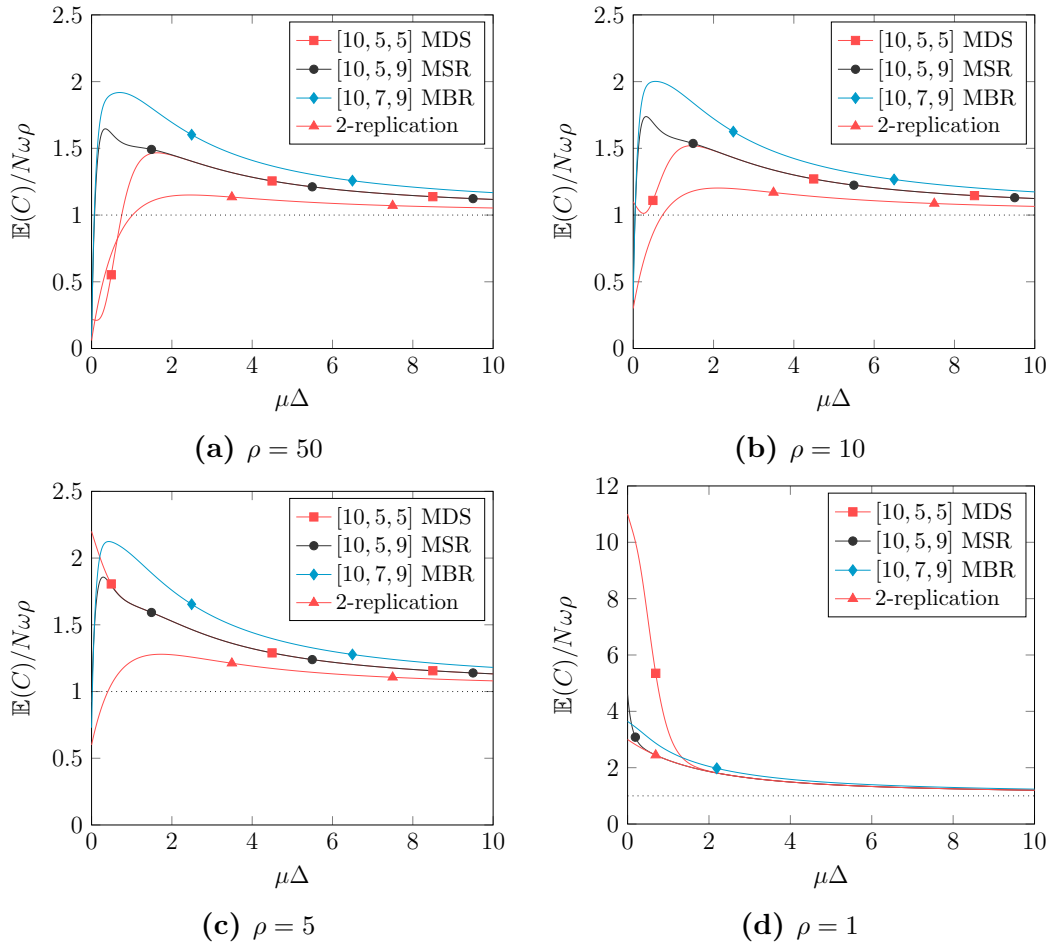 2.5
2
1.5
1
0.5
0
0 2 4 6 8 10
𝔼(C)/Nωρ
μΔ
[10, 5, 5] MDS
[10, 5, 9] MSR
[10, 7, 9] MBR
2-replication
(a) ρ = 50
2.5
2
1.5
1
0.5
0
0 2 4 6 8 10
𝔼(C)/Nωρ
μΔ
[10, 5, 5] MDS
[10, 5, 9] MSR
[10, 7, 9] MBR
2-replication
(b) ρ = 10
2.5
2
1.5
1
0.5
0
0 2 4 6 8 10
𝔼(C)/Nωρ
μΔ
[10, 5, 5] MDS
[10, 5, 9] MSR
[10, 7, 9] MBR
2-replication
(c) ρ = 5
12
10
8
6
4
2
0
0 2 4 6 8 10
𝔼(C)/Nωρ
μΔ
[10, 5, 5] MDS
[10, 5, 9] MSR
[10, 7, 9] MBR
2-replication
(d) ρ = 1